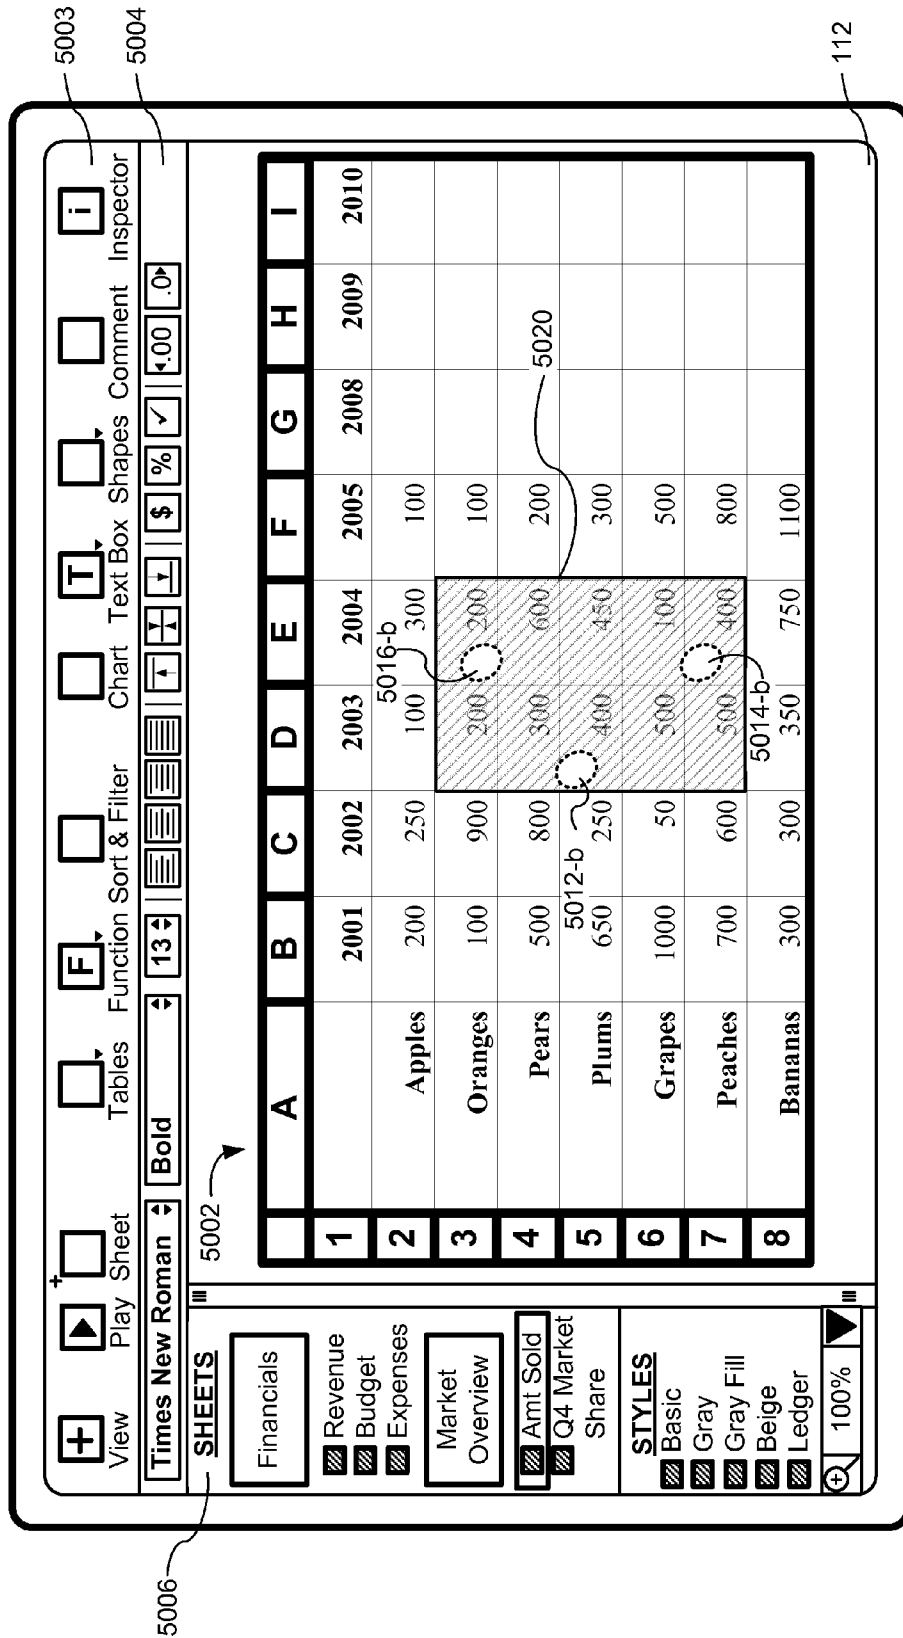 5003
5004
View Play Sheet Tables Function Sort & Filter Chart Text Box Shapes Comment Inspector
+ + F T i
Times New Roman Bold 13 $ % ✓ .00 .0
5006
5002
SHEETS
Financials
Revenue
Budget
Expenses
Market
Overview
Amt Sold
Q4 Market
Share
STYLES
Basic
Gray
Gray Fill
Beige
Ledger
100%
A B C D E F G H I
1 2001 2002 2003 2004 2005 2008 2009 2010
2 Apples 200 250 100 300 100
3 Oranges 100 900 200 200 100
4 Pears 500 800 300 600 200
5 Plums 650 250 400 450 300
6 Grapes 1000 50 500 100 500
7 Peaches 700 600 500 400 800
8 Bananas 300 300 350 750 1100
5016-b
5012-b
5014-b
5020
112